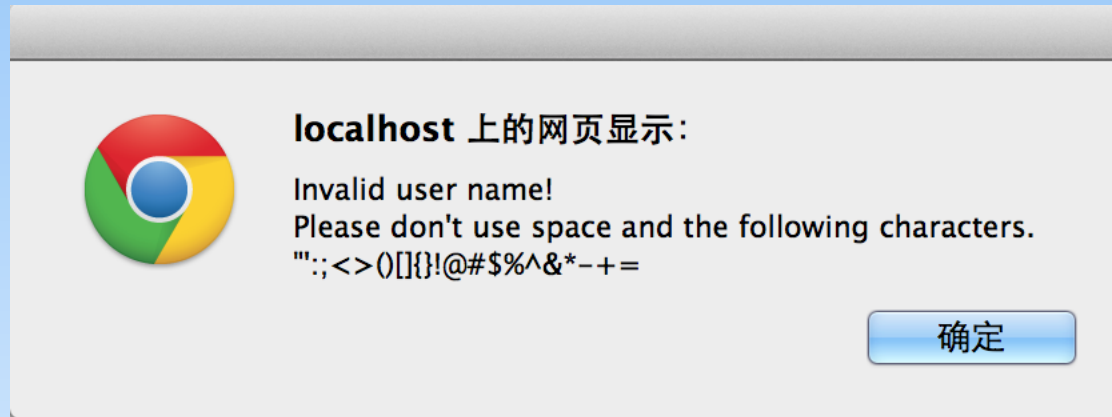 localhost 上的网页显示：
Invalid user name!
Please don't use space and the following characters.
"':;<>()[]{}!@#$%^&*-+=
确定